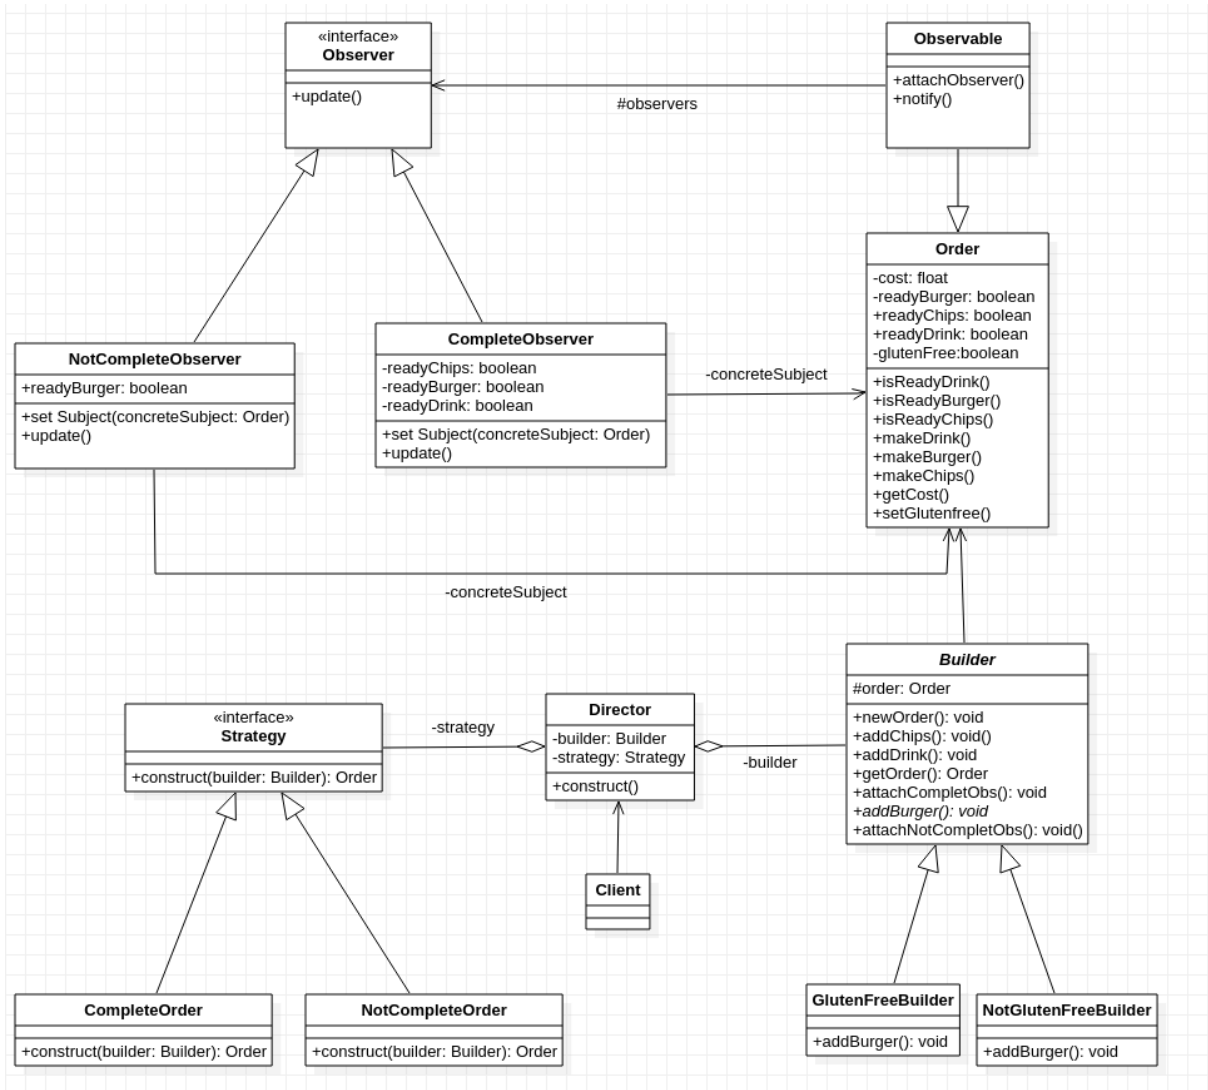 «interface»
Observer
+update()
Observable
+attachObserver()
+notify()
#observers
Order
-cost: float
-readyBurger: boolean
+readyChips: boolean
+readyDrink: boolean
-glutenFree:boolean
+isReadyDrink()
+isReadyBurger()
+isReadyChips()
+makeDrink()
+makeBurger()
+makeChips()
+getCost()
+setGlutenfree()
NotCompleteObserver
+readyBurger: boolean
+set Subject(concreteSubject: Order)
+update()
CompleteObserver
-readyChips: boolean
-readyBurger: boolean
-readyDrink: boolean
+set Subject(concreteSubject: Order)
+update()
-concreteSubject
-concreteSubject
Builder
#order: Order
+newOrder(): void
+addChips(): void()
+addDrink(): void
+getOrder(): Order
+attachCompletObs(): void
+addBurger(): void
+attachNotCompletObs(): void()
«interface»
Strategy
+construct(builder: Builder): Order
-strategy
Director
-builder: Builder
-strategy: Strategy
+construct()
-builder
Client
CompleteOrder
+construct(builder: Builder): Order
NotCompleteOrder
+construct(builder: Builder): Order
GlutenFreeBuilder
+addBurger(): void
NotGlutenFreeBuilder
+addBurger(): void